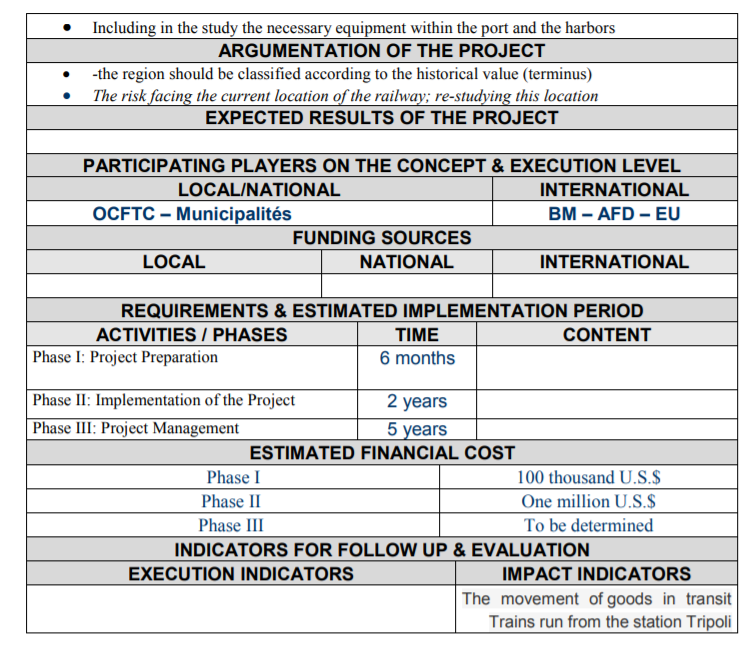 • Including in the study the necessary equipment within the port and the harbors
ARGUMENTATION OF THE PROJECT
• -the region should be classified according to the historical value (terminus)
• The risk facing the current location of the railway; re-studying this location
EXPECTED RESULTS OF THE PROJECT
PARTICIPATING PLAYERS ON THE CONCEPT & EXECUTION LEVEL
LOCAL/NATIONAL INTERNATIONAL
OCFTC – Municipalités BM – AFD – EU
FUNDING SOURCES
LOCAL NATIONAL INTERNATIONAL
REQUIREMENTS & ESTIMATED IMPLEMENTATION PERIOD
ACTIVITIES / PHASES TIME CONTENT
Phase I: Project Preparation 6 months
Phase II: Implementation of the Project 2 years
Phase III: Project Management 5 years
ESTIMATED FINANCIAL COST
Phase I 100 thousand U.S.$
Phase II One million U.S.$
Phase III To be determined
INDICATORS FOR FOLLOW UP & EVALUATION
EXECUTION INDICATORS IMPACT INDICATORS
The movement of goods in transit
Trains run from the station Tripoli